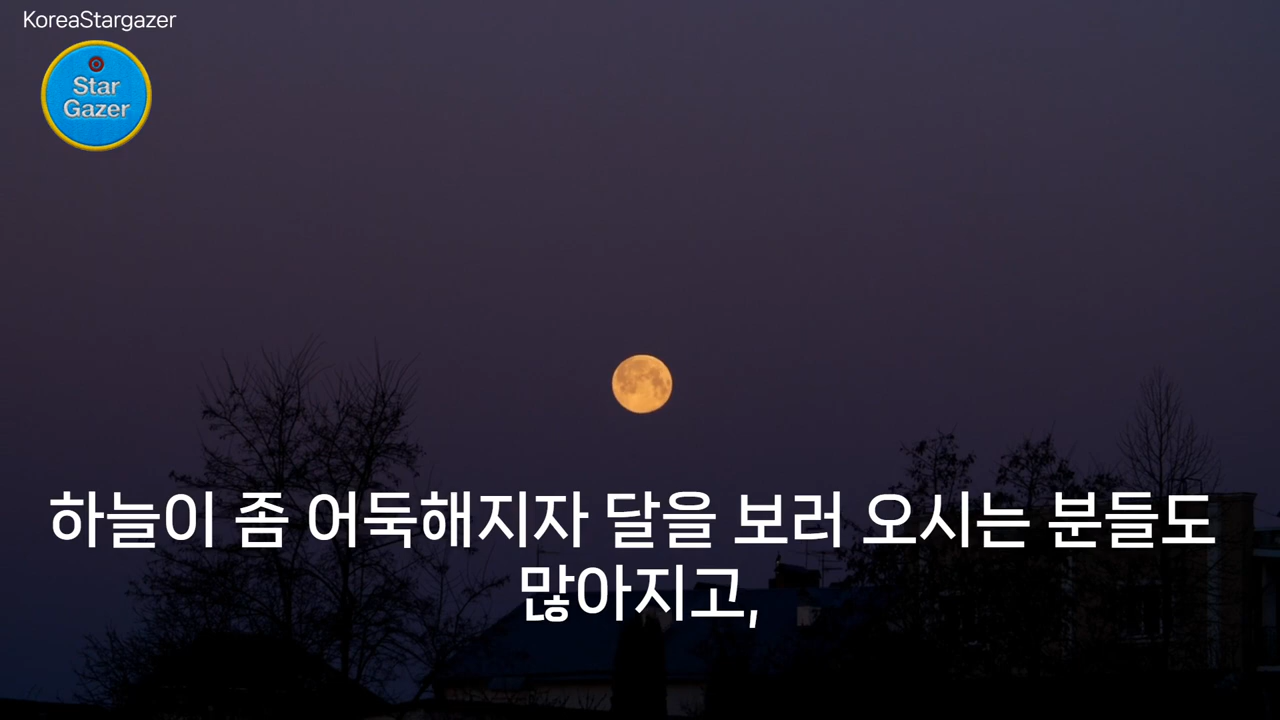 KoreaStargazer
Star
Gazer
하늘이 좀 어둑해지자 달을 보러 오시는 분들도
많아지고,